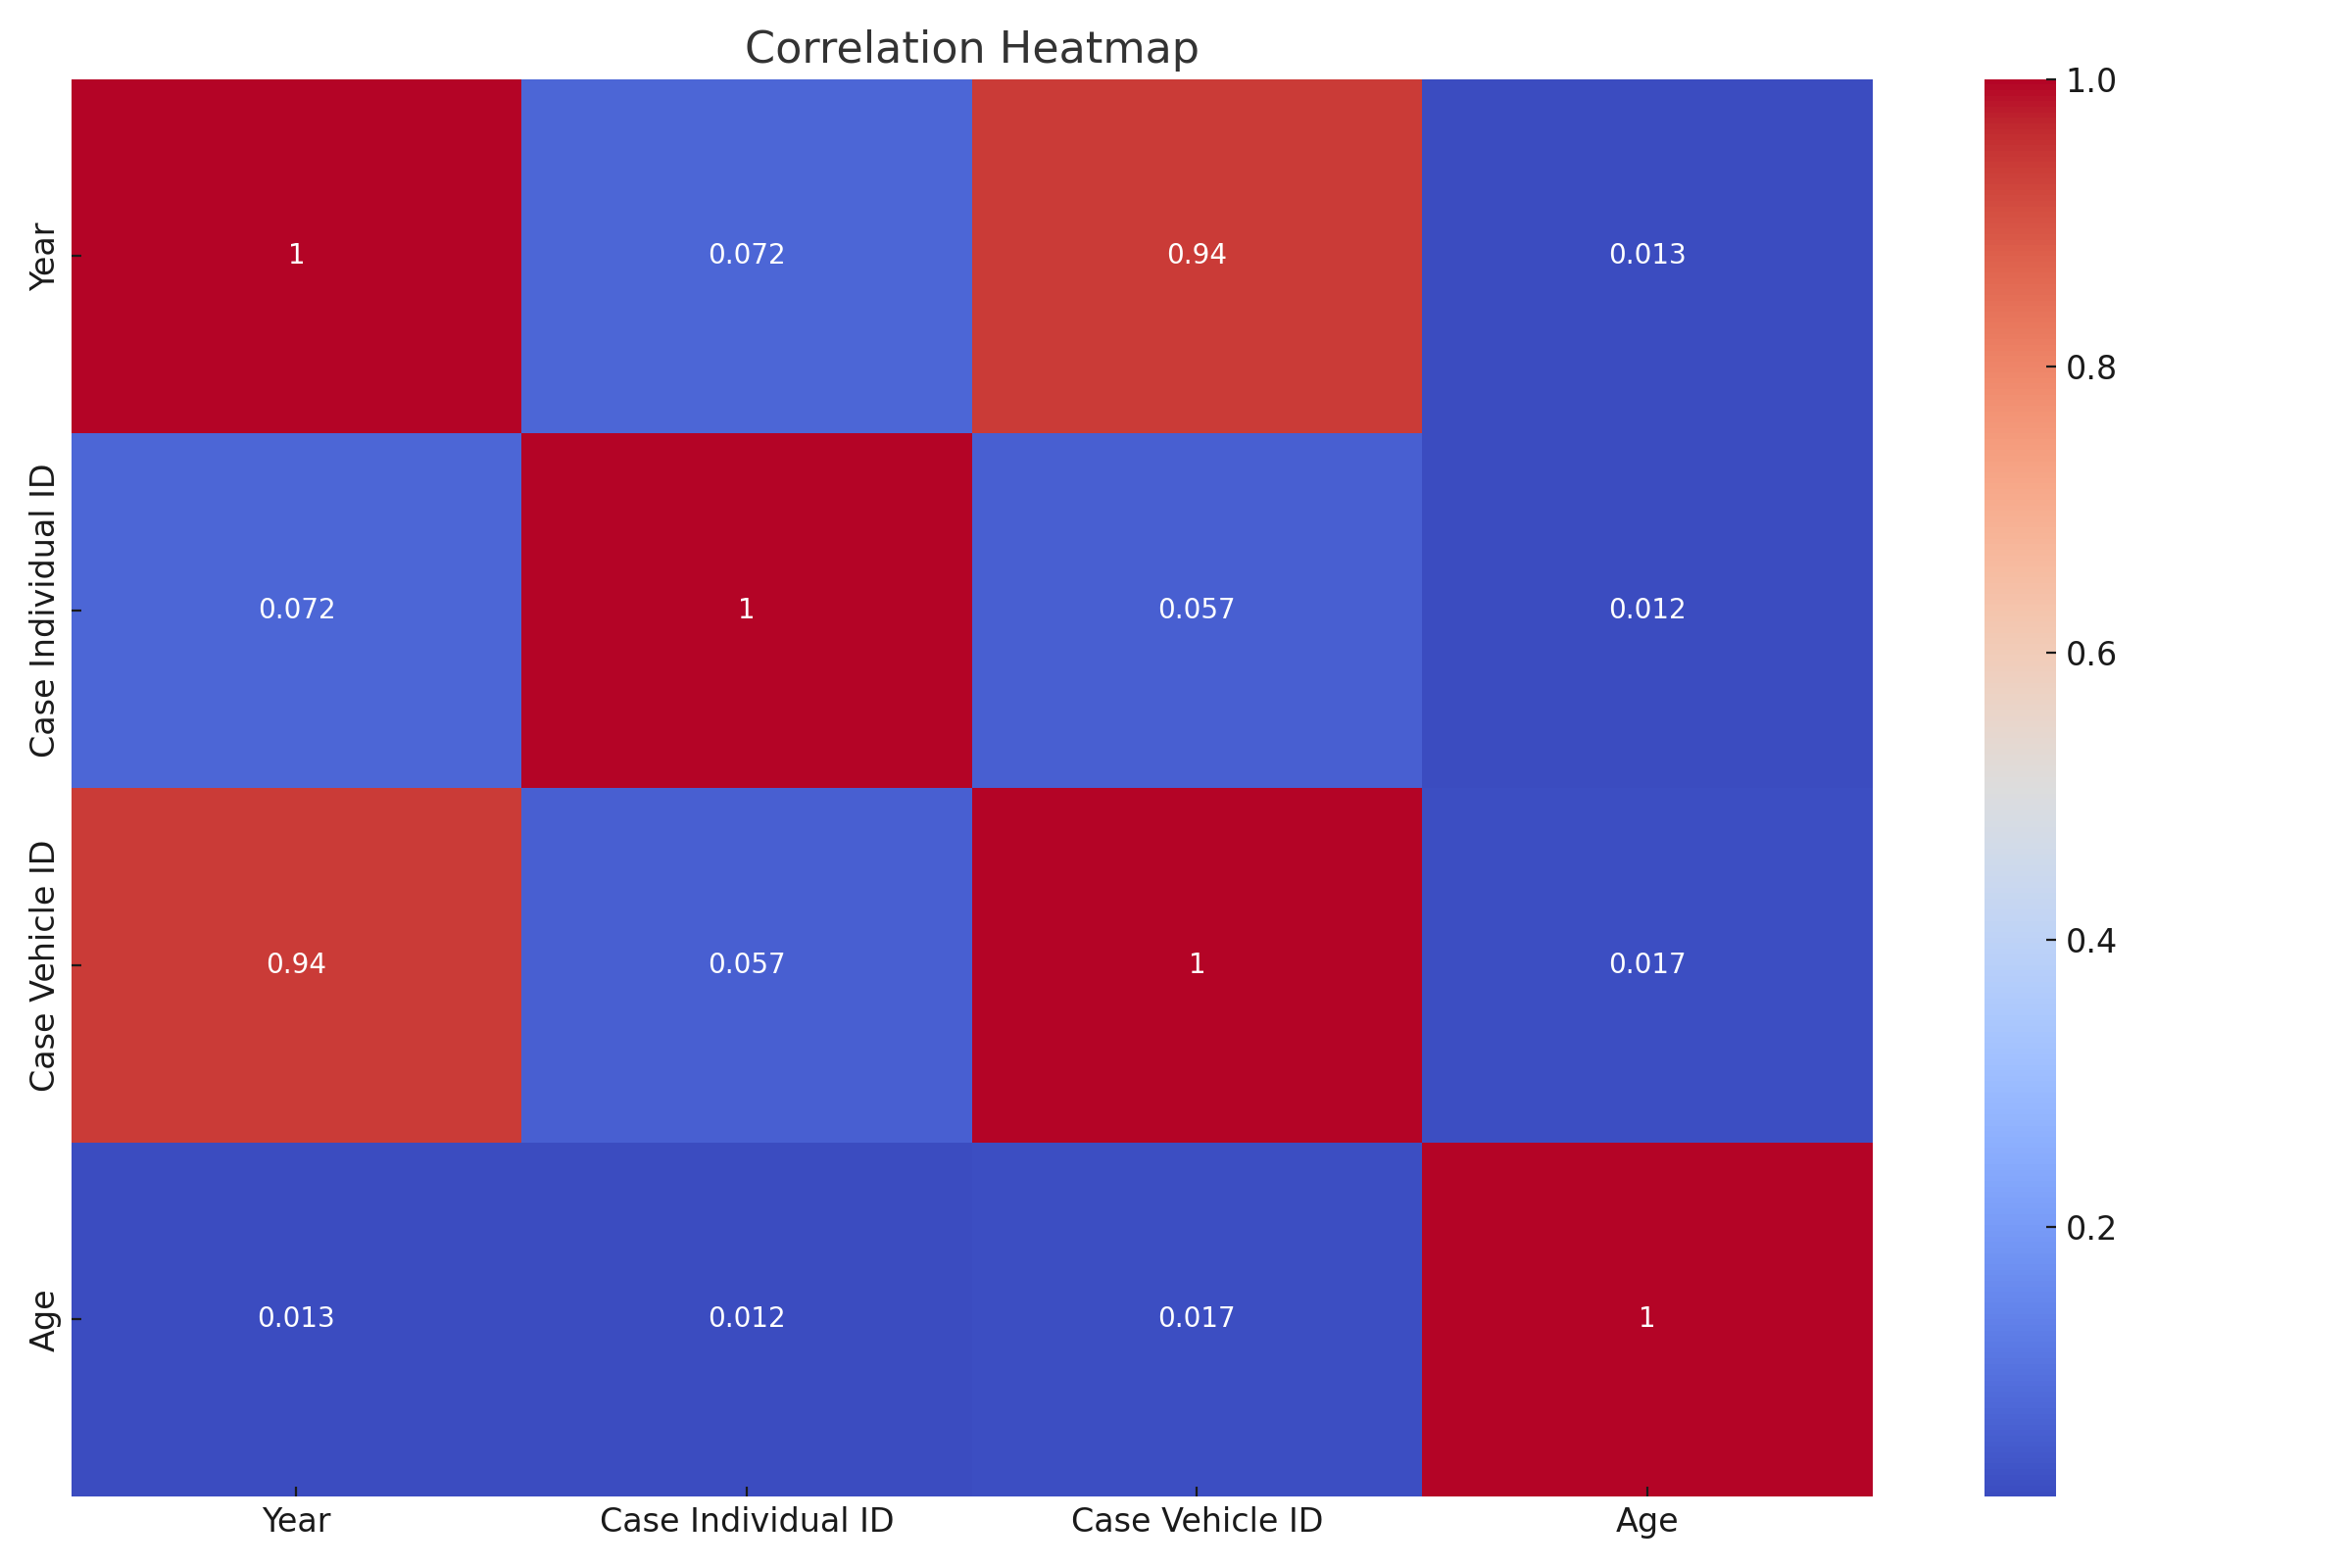 Correlation Heatmap
Year
1
0.072
0.94
0.013
Case Individual ID
0.072
1
0.057
0.012
Case Vehicle ID
0.94
0.057
1
0.017
Age
0.013
0.012
0.017
1
Year
Case Individual ID
Case Vehicle ID
Age
1.0
0.8
0.6
0.4
0.2